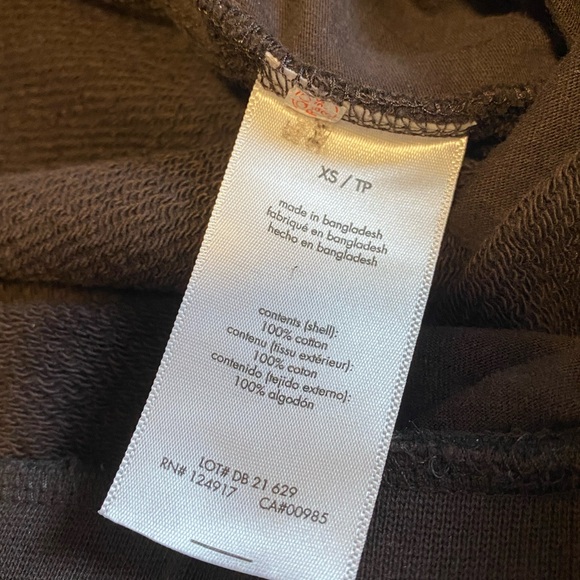 XS / TP
made in bangladesh
fabriqué en bangladesh
hecho en bangladesh
contents (shell):
100% cotton
contenu (tissu extérieur):
100% coton
contenido (tejido externo):
100% algodón
LOT# DB 21 629
RN# 124917 CA#00985